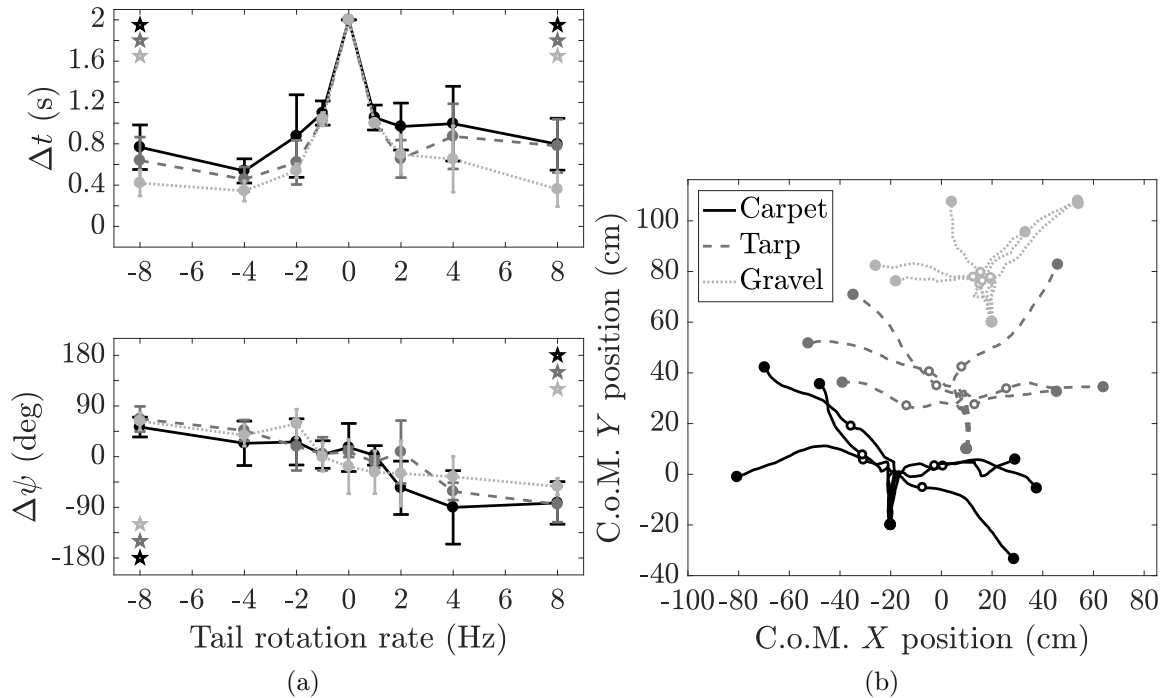 2
1.6
1.2
0.8
0.4
0
Δt (s)
-8 -6 -4 -2 0 2 4 6 8
180
90
0
-90
-180
Δψ (deg)
-8 -6 -4 -2 0 2 4 6 8
Tail rotation rate (Hz)
(a)
Carpet
Tarp
Gravel
100
80
60
40
20
0
-20
-40
C.o.M. Y position (cm)
-100 -80 -60 -40 -20 0 20 40 60 80
C.o.M. X position (cm)
(b)